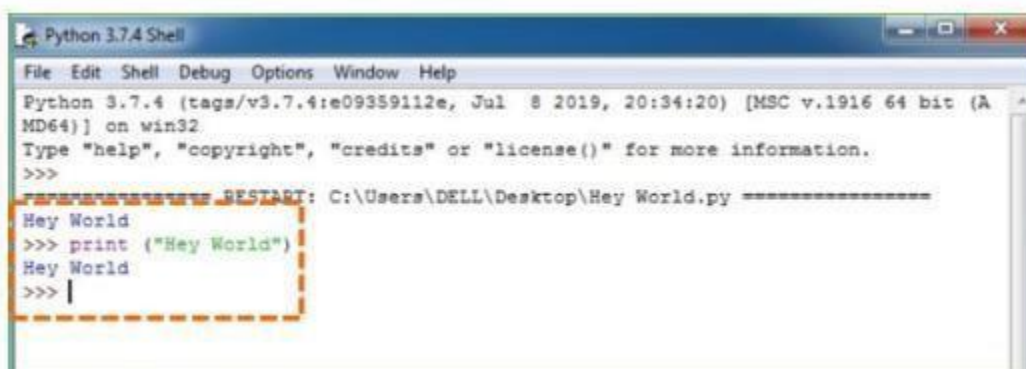 Python 3.7.4 Shell
File Edit Shell Debug Options Window Help
Python 3.7.4 (tags/v3.7.4:e09359112e, Jul  8 2019, 20:34:20) [MSC v.1916 64 bit (A
MD64)] on win32
Type "help", "copyright", "credits" or "license()" for more information.
>>>
================ RESTART: C:\Users\DELL\Desktop\Hey World.py ================
Hey World
>>> print ("Hey World")
Hey World
>>>